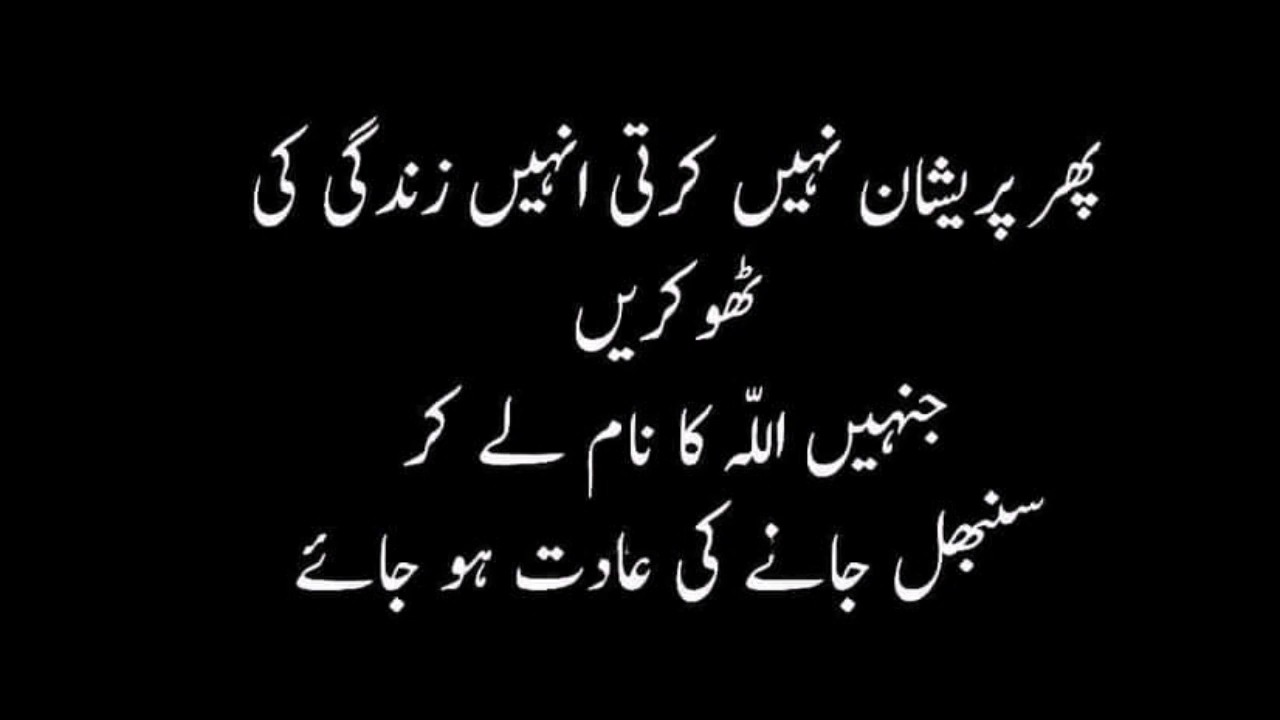 پھر پریشان نہیں کرتی انہیں زندگی کی
ٹھوکریں
جنہیں اللّہ کا نام لے کر
سنبھل جانے کی عادت ہو جائے